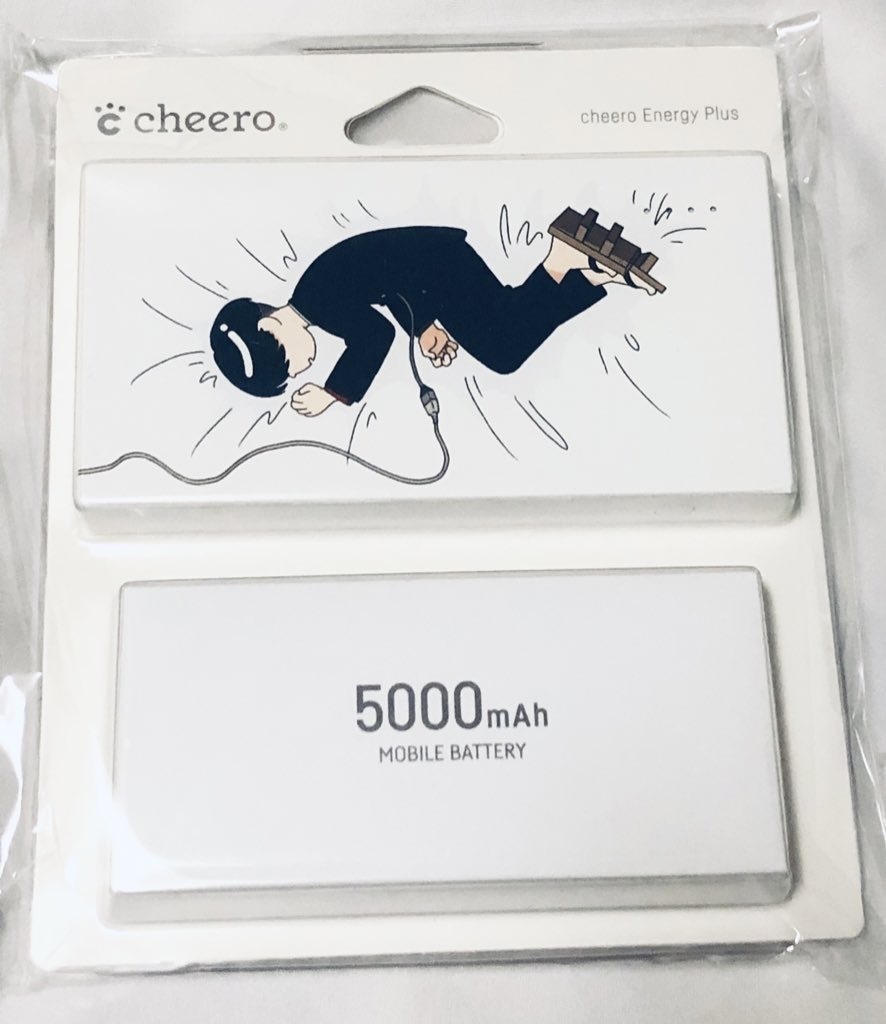 cheero
cheero Energy Plus
5000mAh
MOBILE BATTERY